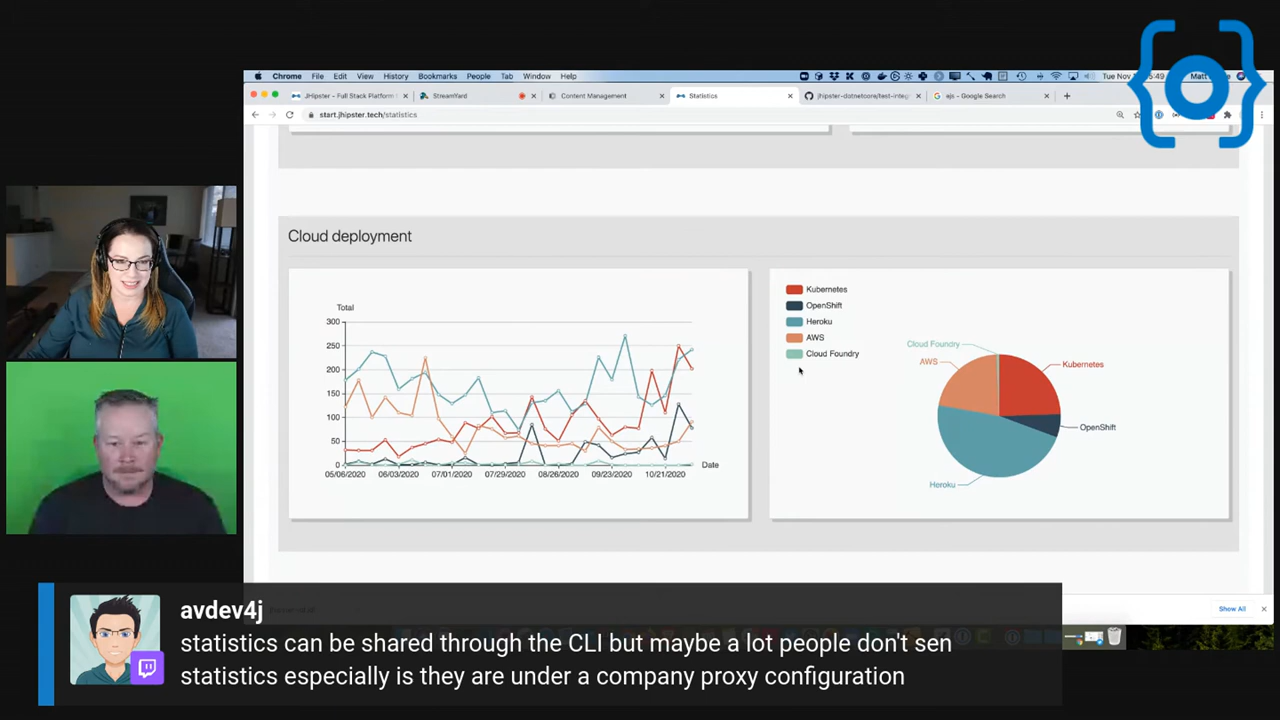 Chrome File Edit View History Bookmarks People Tab Window Help
JHipster - Full Stack Platform
StreamYard
Content Management
Statistics
jhipster-dotnetcore/test-integ
ejs - Google Search
start.jhipster.tech/statistics
Cloud deployment
Total
300
250
200
150
100
50
0
05/06/2020 06/03/2020 07/01/2020 07/29/2020 08/26/2020 09/23/2020 10/21/2020
Date
Kubernetes
OpenShift
Heroku
AWS
Cloud Foundry
Cloud Foundry
AWS
Kubernetes
OpenShift
Heroku
Show All
avdev4j
statistics can be shared through the CLI but maybe a lot people don't sen
statistics especially is they are under a company proxy configuration